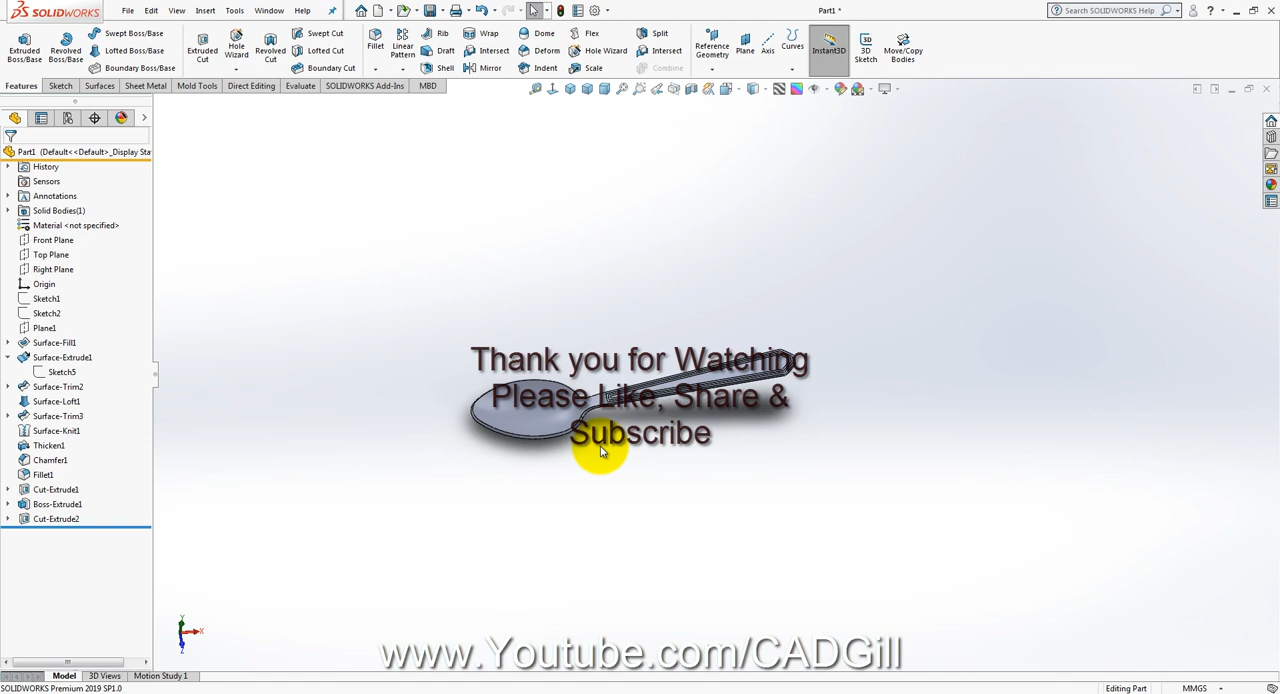 SOLIDWORKS File Edit View Insert Tools Window Help Part1 * Search SOLIDWORKS Help
Extruded Boss/Base
Revolved Boss/Base
Swept Boss/Base
Lofted Boss/Base
Boundary Boss/Base
Extruded Cut
Hole Wizard
Revolved Cut
Swept Cut
Lofted Cut
Boundary Cut
Fillet
Linear Pattern
Rib
Draft
Shell
Wrap
Intersect
Mirror
Dome
Deform
Indent
Flex
Hole Wizard
Scale
Split
Intersect
Combine
Reference Geometry
Plane
Axis
Curves
Instant3D
3D Sketch
Move/Copy Bodies
Features Sketch Surfaces Sheet Metal Mold Tools Direct Editing Evaluate SOLIDWORKS Add-Ins MBD
Part1 (Default<<Default>_Display Sta
History
Sensors
Annotations
Solid Bodies(1)
Material <not specified>
Front Plane
Top Plane
Right Plane
Origin
Sketch1
Sketch2
Plane1
Surface-Fill1
Surface-Extrude1
Sketch5
Surface-Trim2
Surface-Loft1
Surface-Trim3
Surface-Knit1
Thicken1
Chamfer1
Fillet1
Cut-Extrude1
Boss-Extrude1
Cut-Extrude2
Thank you for Watching
Please Like, Share &
Subscribe
Y
X
Z
www.Youtube.com/CADGill
Model 3D Views Motion Study 1
SOLIDWORKS Premium 2019 SP1.0 Editing Part MMGS